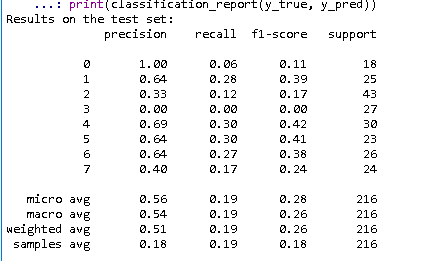 ...: print(classification_report(y_true, y_pred))
Results on the test set:
precision recall f1-score support
0 1.00 0.06 0.11 18
1 0.64 0.28 0.39 25
2 0.33 0.12 0.17 43
3 0.00 0.00 0.00 27
4 0.69 0.30 0.42 30
5 0.64 0.30 0.41 23
6 0.64 0.27 0.38 26
7 0.40 0.17 0.24 24
micro avg 0.56 0.19 0.28 216
macro avg 0.54 0.19 0.26 216
weighted avg 0.51 0.19 0.26 216
samples avg 0.18 0.19 0.18 216